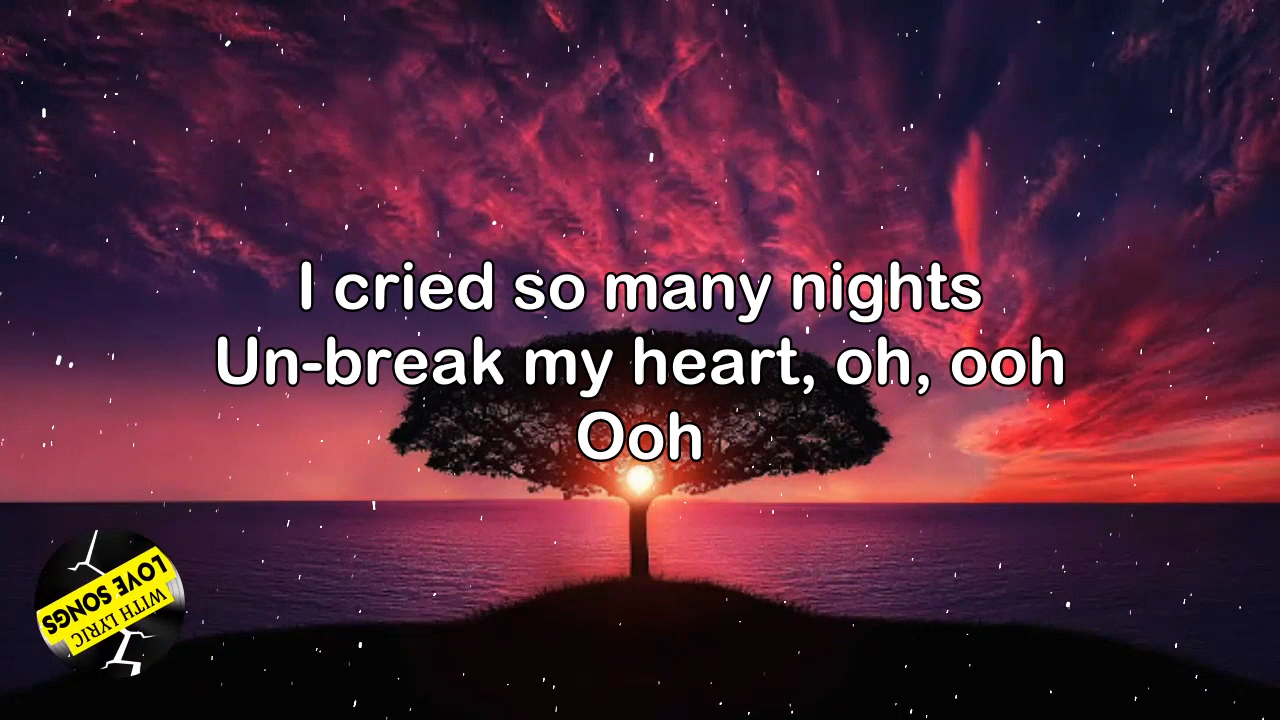 I cried so many nights
Un-break my heart, oh, ooh
Ooh
LOVE SONGS
WITH LYRIC